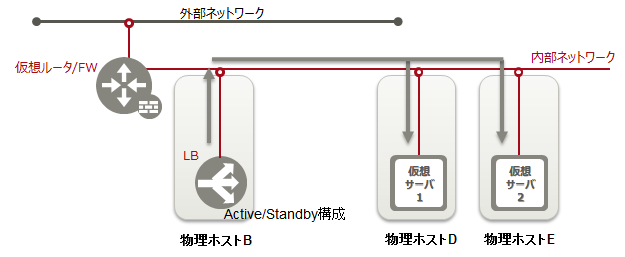 外部ネットワーク
仮想ルータ/FW
内部ネットワーク
LB
Active/Standby構成
仮想
サーバ
1
仮想
サーバ
2
物理ホストB
物理ホストD
物理ホストE